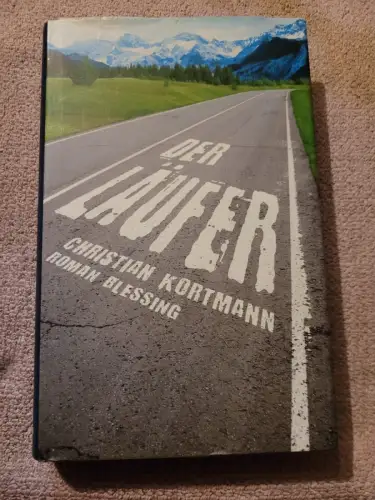 DER
LÄUFER
CHRISTIAN KORTMANN
ROMAN BLESSING